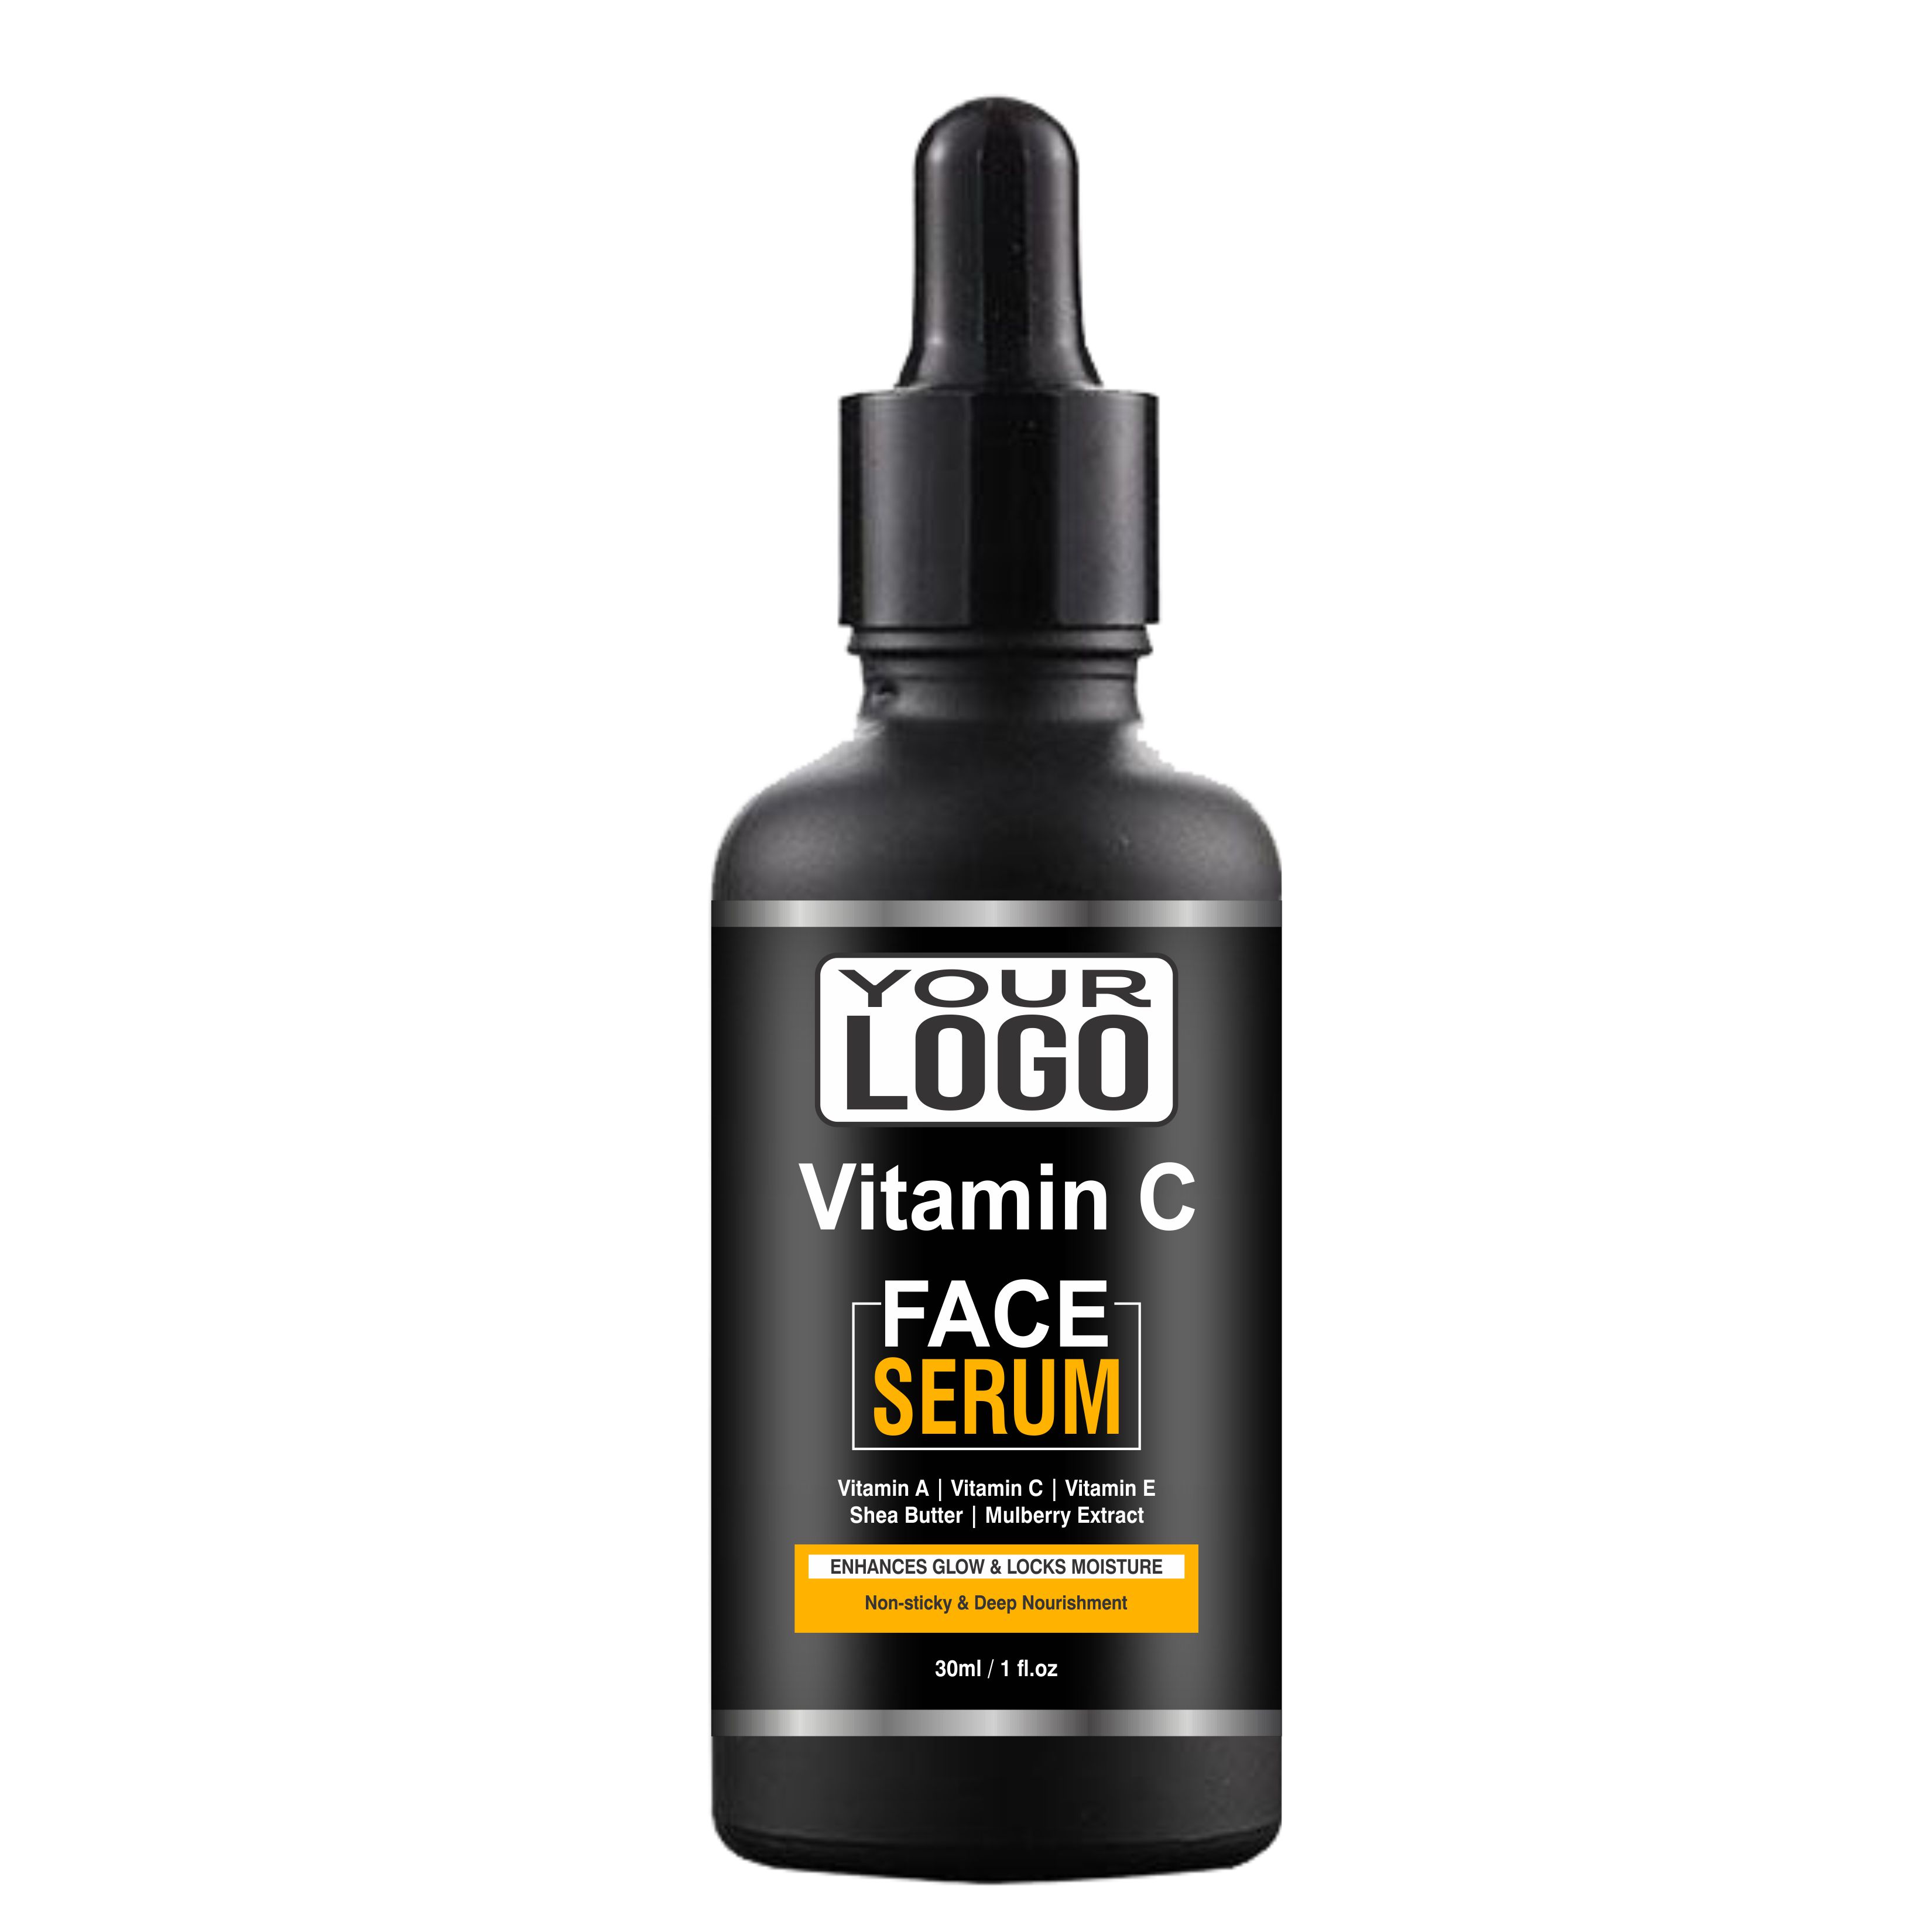 YOUR
LOGO
Vitamin C
FACE
SERUM
Vitamin A | Vitamin C | Vitamin E
Shea Butter | Mulberry Extract
ENHANCES GLOW & LOCKS MOISTURE
Non-sticky & Deep Nourishment
30ml / 1 fl.oz